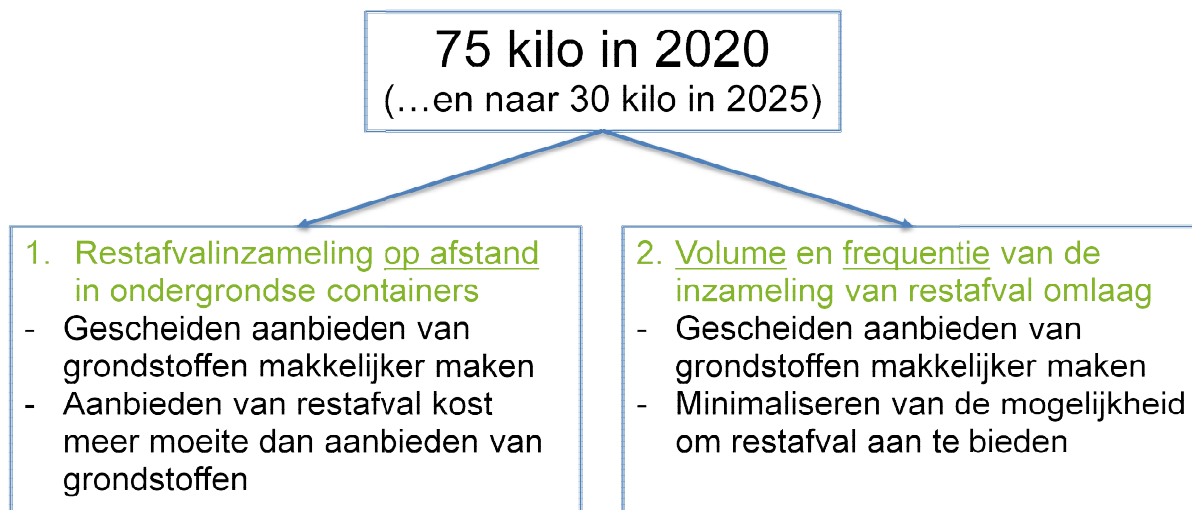 75 kilo in 2020
(…en naar 30 kilo in 2025)
1. Restafvalinzameling op afstand
in ondergrondse containers
- Gescheiden aanbieden van
grondstoffen makkelijker maken
- Aanbieden van restafval kost
meer moeite dan aanbieden van
grondstoffen
2. Volume en frequentie van de
inzameling van restafval omlaag
- Gescheiden aanbieden van
grondstoffen makkelijker maken
- Minimaliseren van de mogelijkheid
om restafval aan te bieden